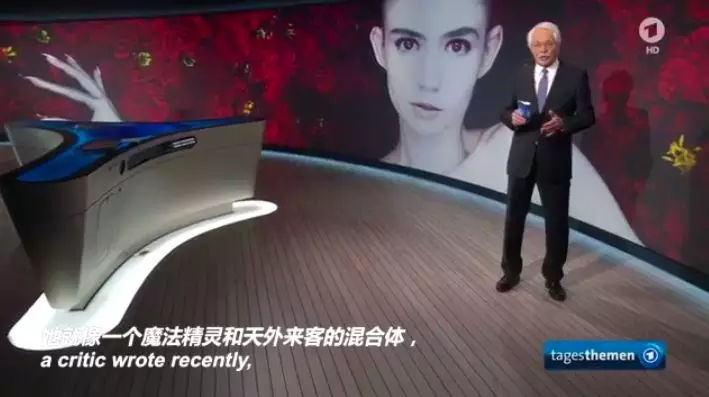 1
HD
她就像一个魔法精灵和天外来客的混合体，
a critic wrote recently,
tagesthemen